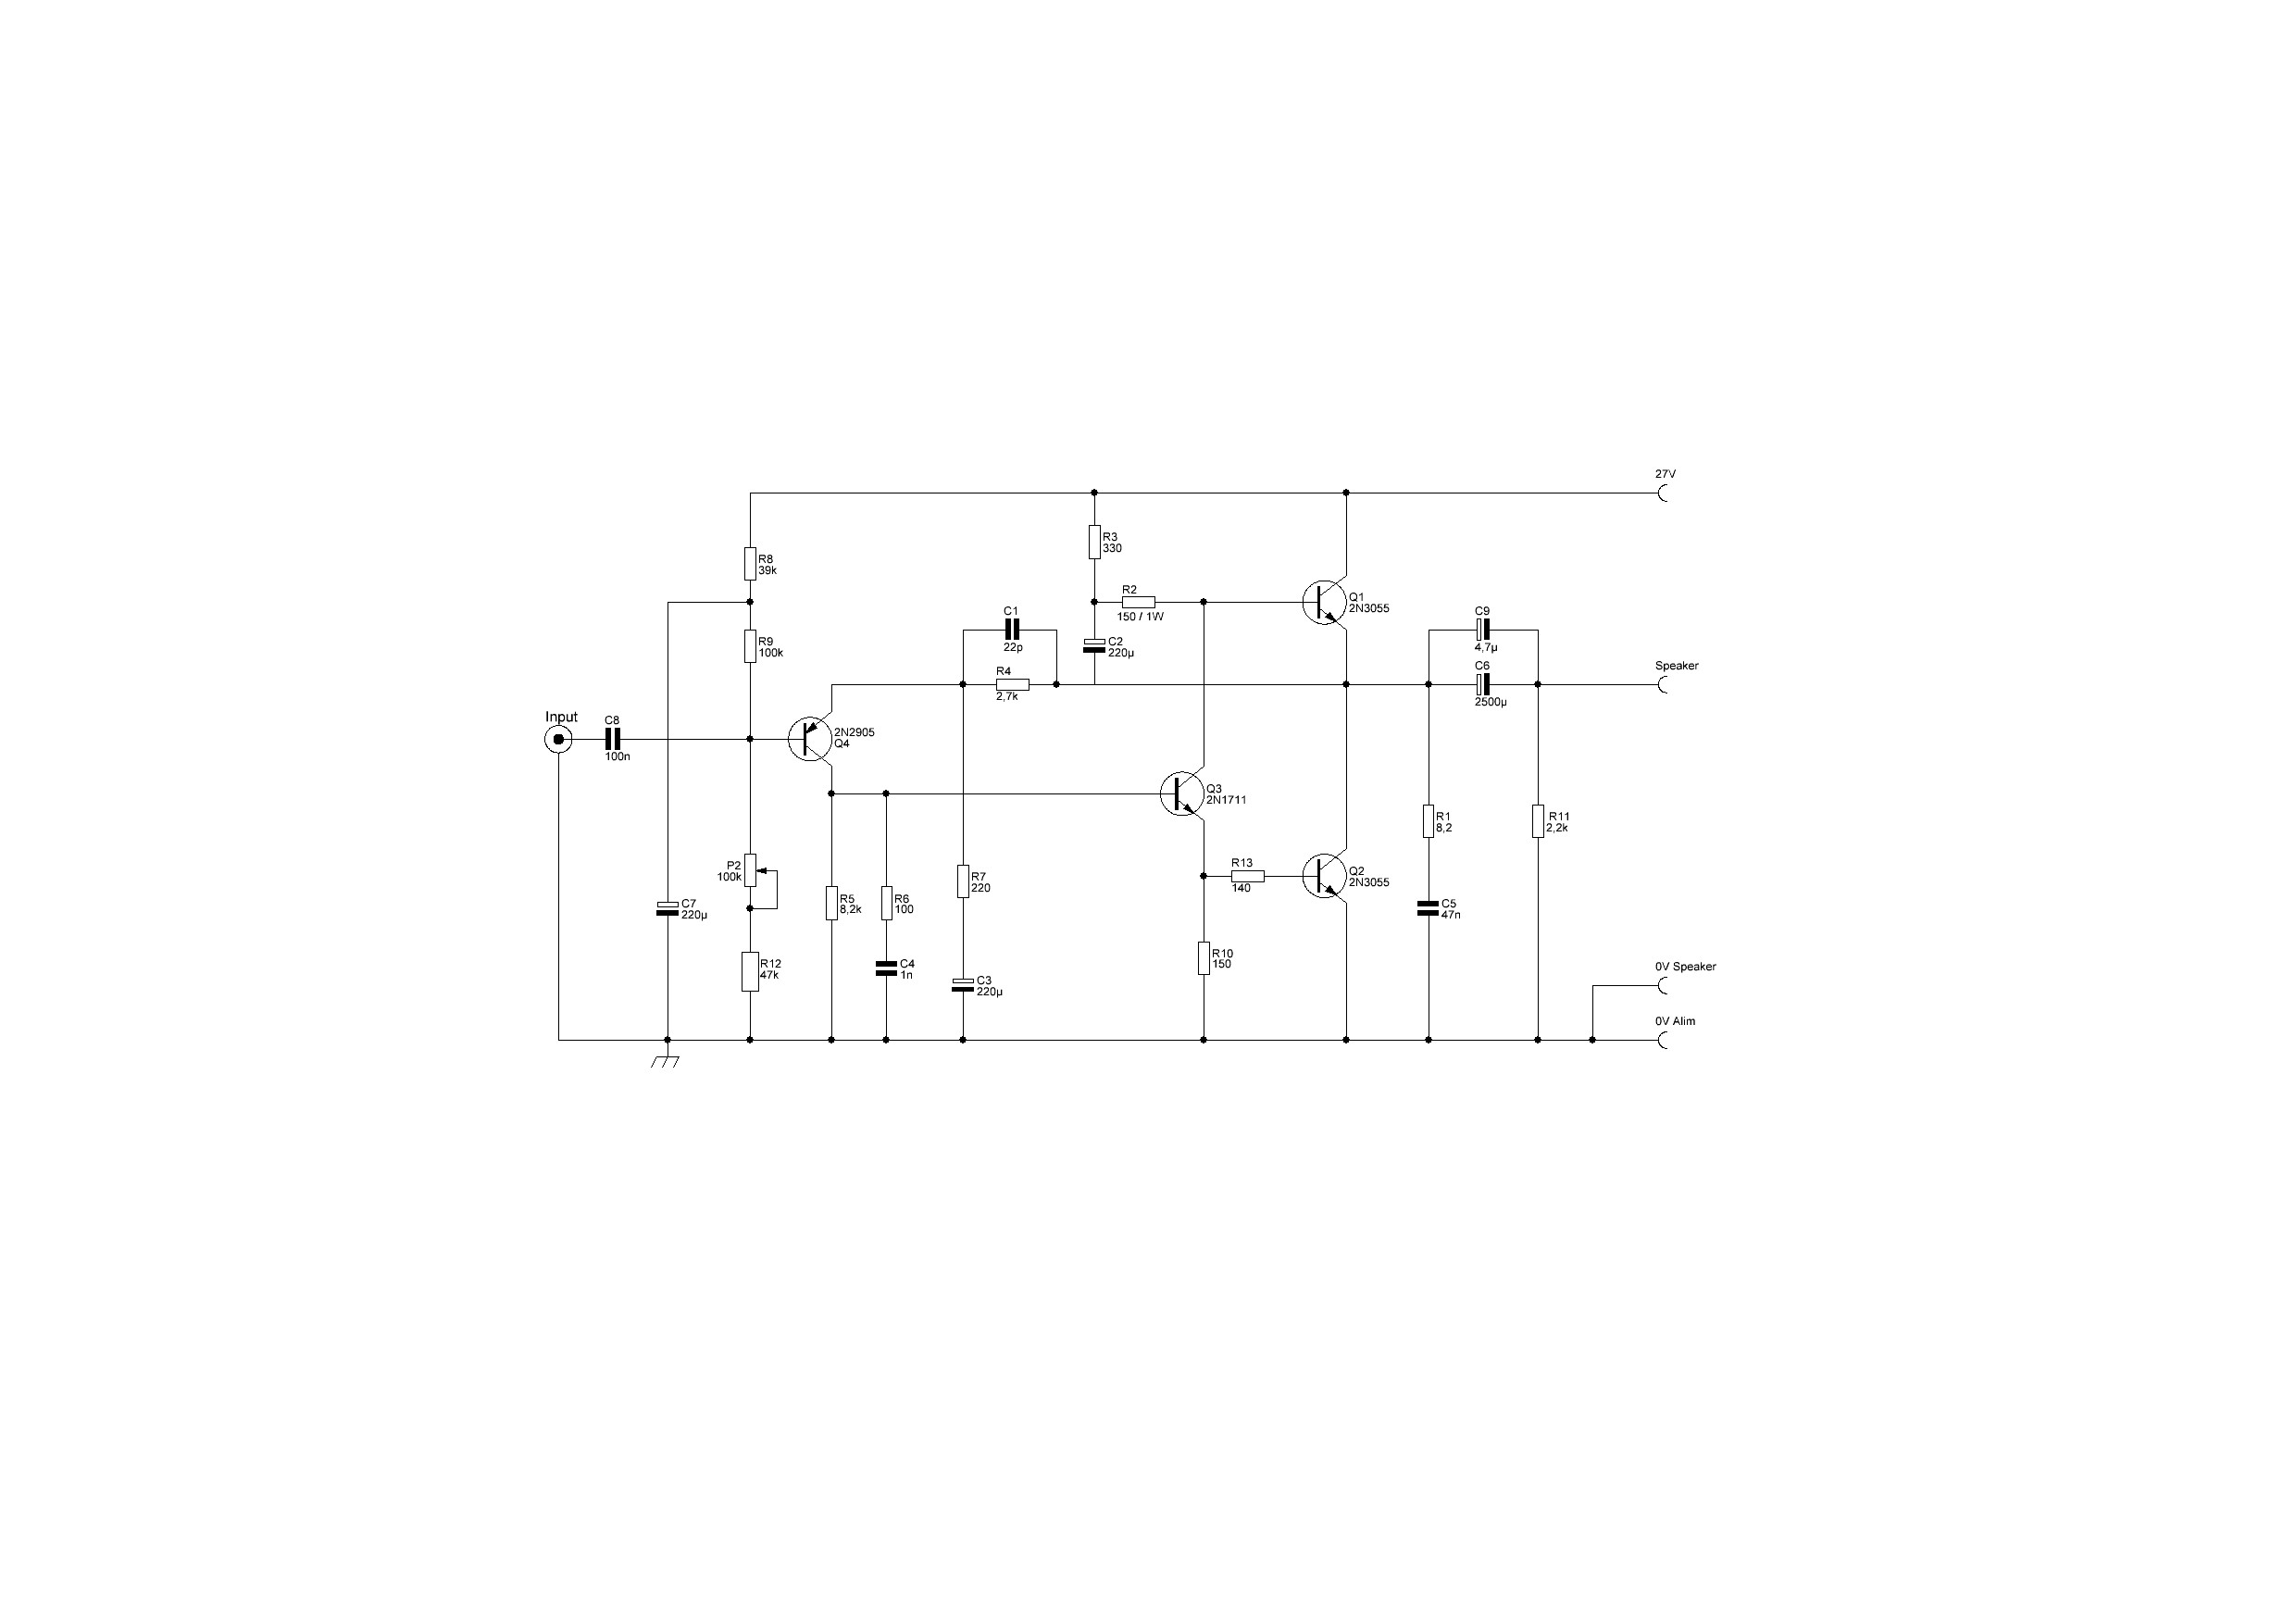 27V
R3
330
R8
39k
R2
150 / 1W
Q1
2N3055
C1
22p
C9
4,7µ
R9
100k
C2
220µ
R4
2,7k
C6
2500µ
Speaker
Input
C8
100n
2N2905
Q4
Q3
2N1711
R1
8,2
R11
2,2k
P2
100k
R7
220
R13
140
Q2
2N3055
C7
220µ
R5
8,2k
R6
100
C5
47n
R12
47k
C4
1n
C3
220µ
R10
150
0V Speaker
0V Alim